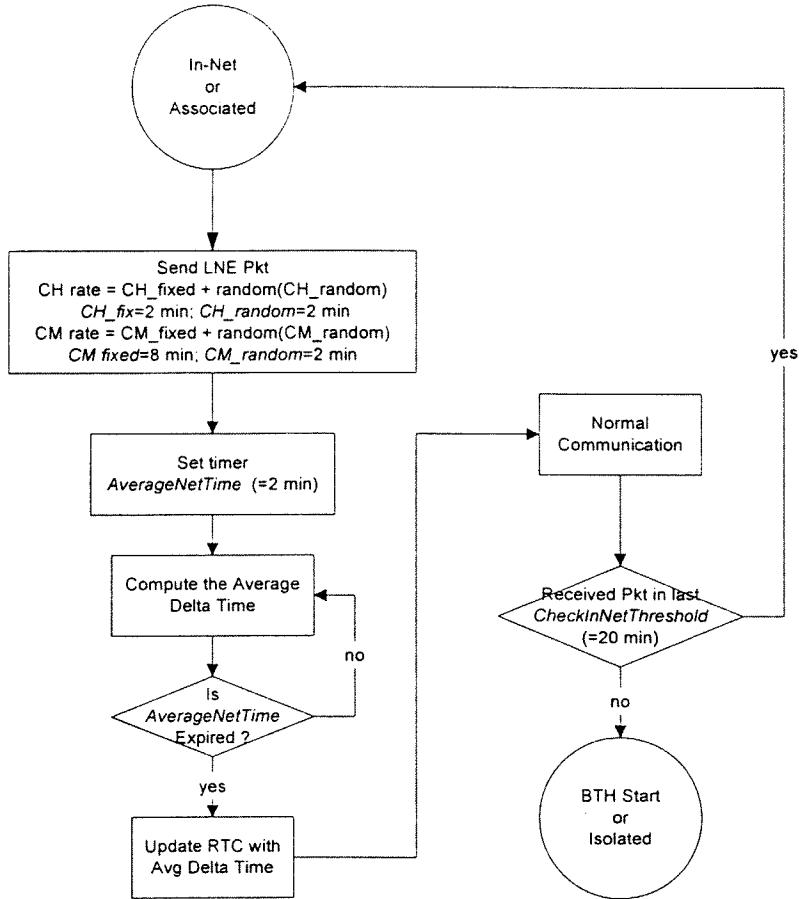 In-Net
or
Associated
Send LNE Pkt
CH rate = CH_fixed + random(CH_random)
CH_fix=2 min; CH_random=2 min
CM rate = CM_fixed + random(CM_random)
CM fixed=8 min; CM_random=2 min
Set timer
AverageNetTime (=2 min)
Compute the Average
Delta Time
no
Is
AverageNetTime
Expired ?
yes
Update RTC with
Avg Delta Time
Normal
Communication
yes
Received Pkt in last
CheckInNetThreshold
(=20 min)
no
BTH Start
or
Isolated